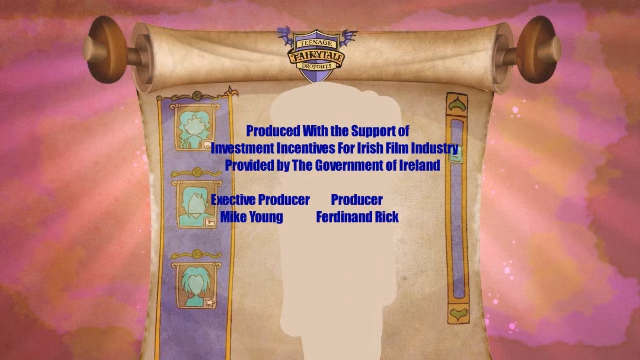 TEENAGE
FAIRYTALE
DROPOUTS
Produced With the Support of
Investment Incentives For Irish Film Industry
Provided by The Government of Ireland
Exective Producer Producer
Mike Young Ferdinand Rick